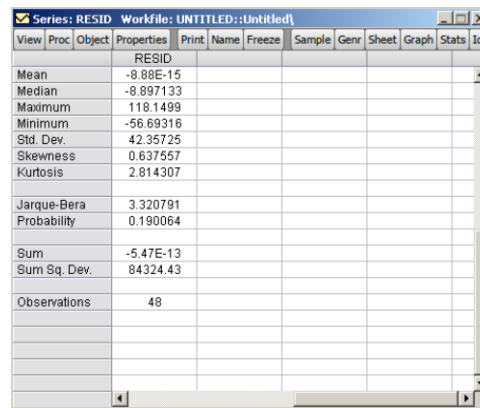 Series: RESID Workfile: UNTITLED::Untitled\
View Proc Object Properties Print Name Freeze Sample Genr Sheet Graph Stats
RESID
Mean -8.88E-15
Median -8.897133
Maximum 118.1499
Minimum -56.69316
Std. Dev. 42.35725
Skewness 0.637557
Kurtosis 2.814307
Jarque-Bera 3.320791
Probability 0.190064
Sum -5.47E-13
Sum Sq. Dev. 84324.43
Observations 48